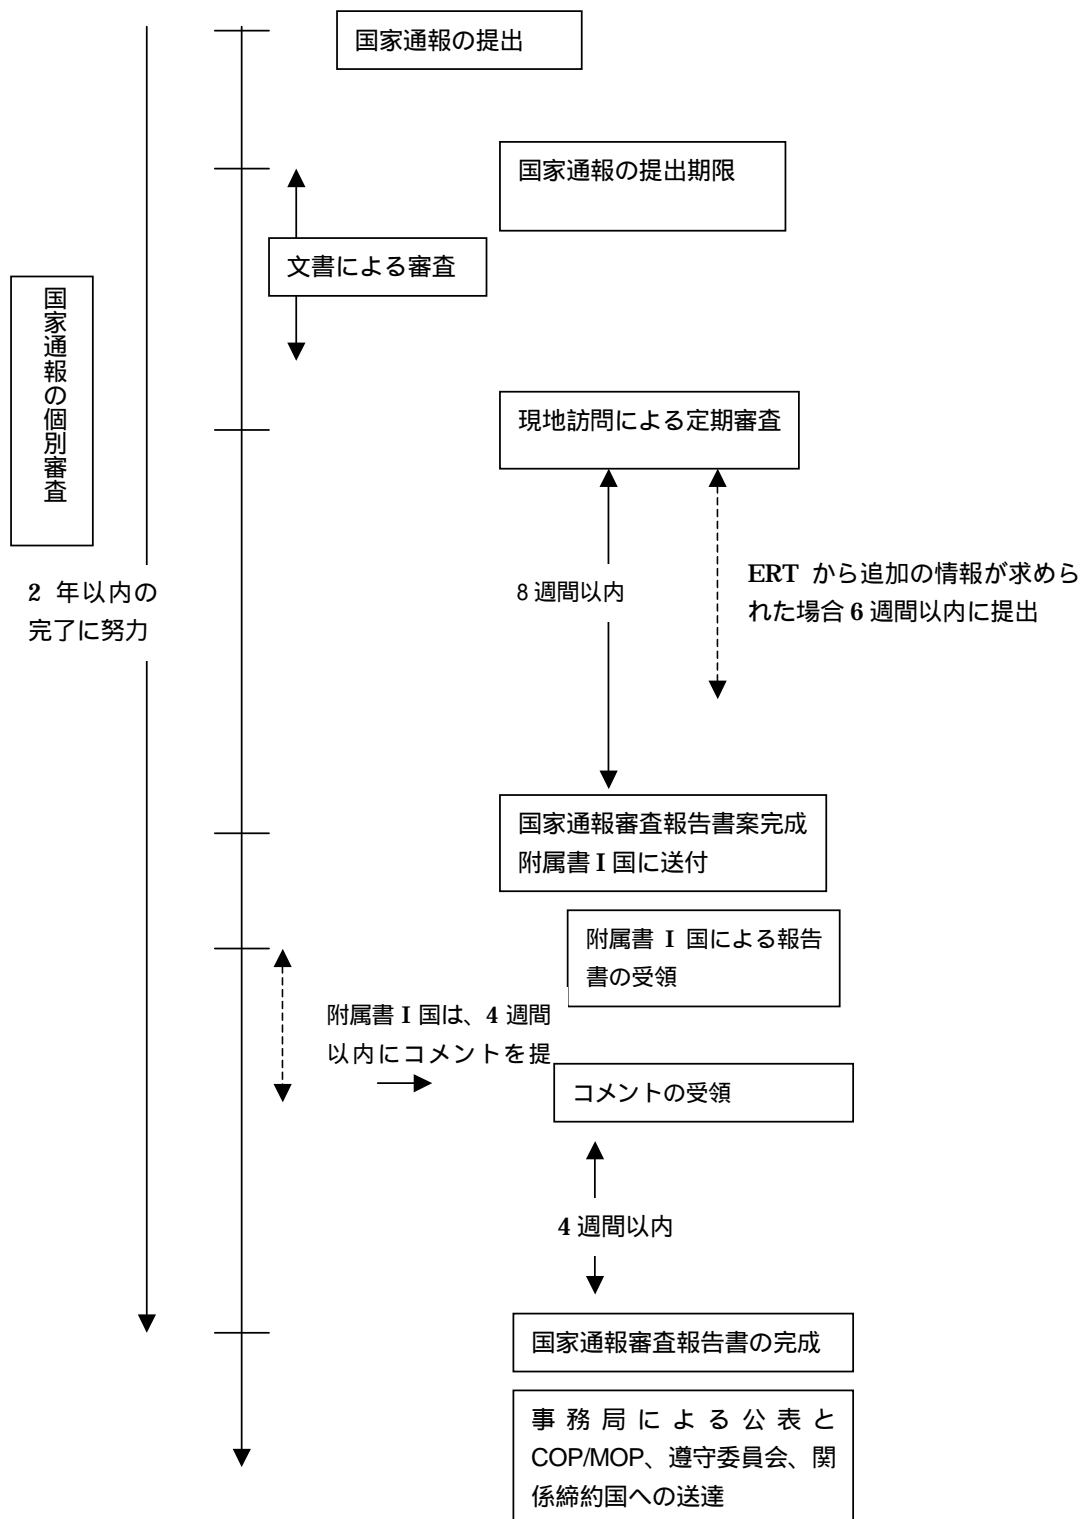 国家通報の提出
国家通報の提出期限
文書による審査
国家通報の個別審査
現地訪問による定期審査
2 年以内の
完了に努力
8 週間以内
ERT から追加の情報が求めら
れた場合 6 週間以内に提出
国家通報審査報告書案完成
附属書 I 国に送付
附属書 I 国による報告
書の受領
附属書 I 国は、4 週間
以内にコメントを提
コメントの受領
4 週間以内
国家通報審査報告書の完成
事務局による公表と
COP/MOP、遵守委員会、関
係締約国への送達